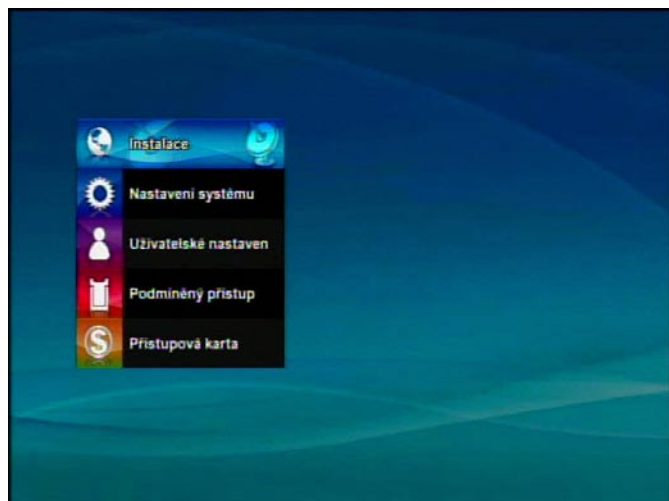 Instalace
Nastavení systému
Uživatelské nastaven
Podmíněný přístup
Přístupová karta